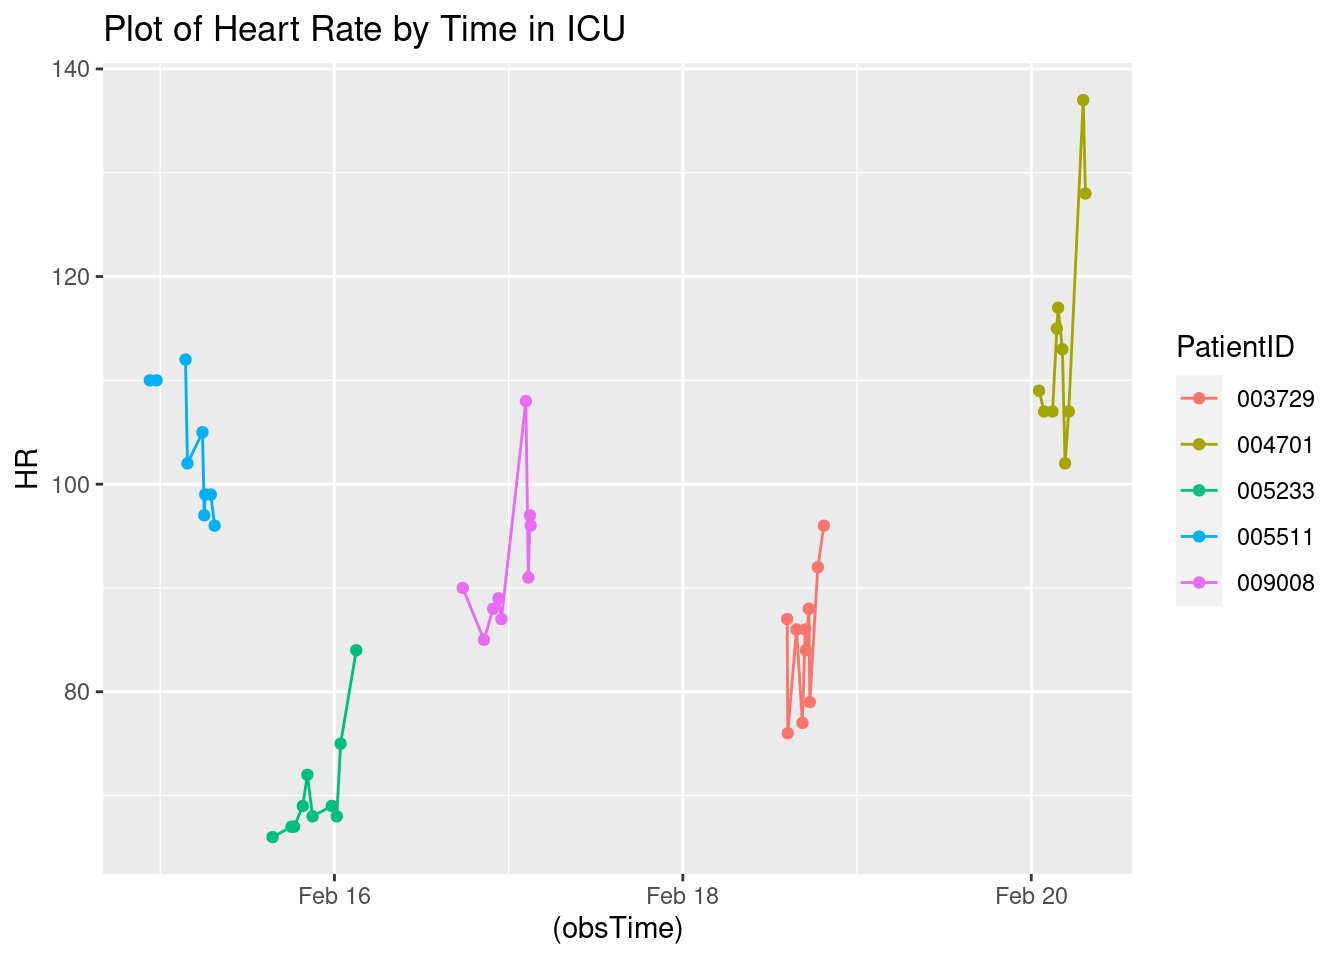 Plot of Heart Rate by Time in ICU
140
120
100
80
HR
Feb 16
Feb 18
Feb 20
(obsTime)
PatientID
003729
004701
005233
005511
009008